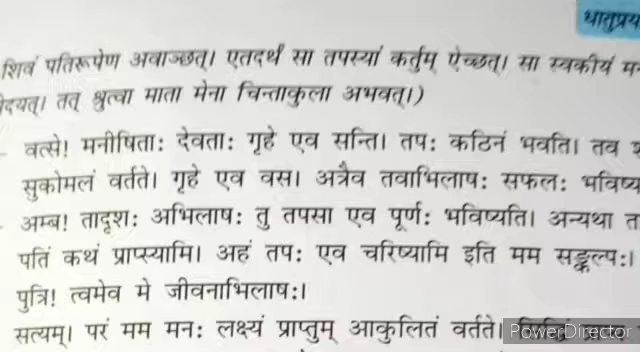 धातुप्रय
शिवं पतिरूपेण अवाञ्छत्। एतदर्थं सा तपस्यां कर्तुम् ऐच्छत्। सा स्वकीयं मन
वेदयत्। तत् श्रुत्वा माता मेना चिन्ताकुला अभवत्।)
वत्से! मनीषिताः देवताः गृहे एव सन्ति। तपः कठिनं भवति। तव श
सुकोमलं वर्तते। गृहे एव वस। अत्रैव तवाभिलाषः सफलः भविष्य
अम्ब! तादृशः अभिलाषः तु तपसा एव पूर्णः भविष्यति। अन्यथा त
पतिं कथं प्राप्स्यामि। अहं तपः एव चरिष्यामि इति मम सङ्कल्पः।
पुत्रि! त्वमेव मे जीवनाभिलाषः।
सत्यम्। परं मम मनः लक्ष्यं प्राप्तुम् आकुलितं वर्तते।
PowerDirector